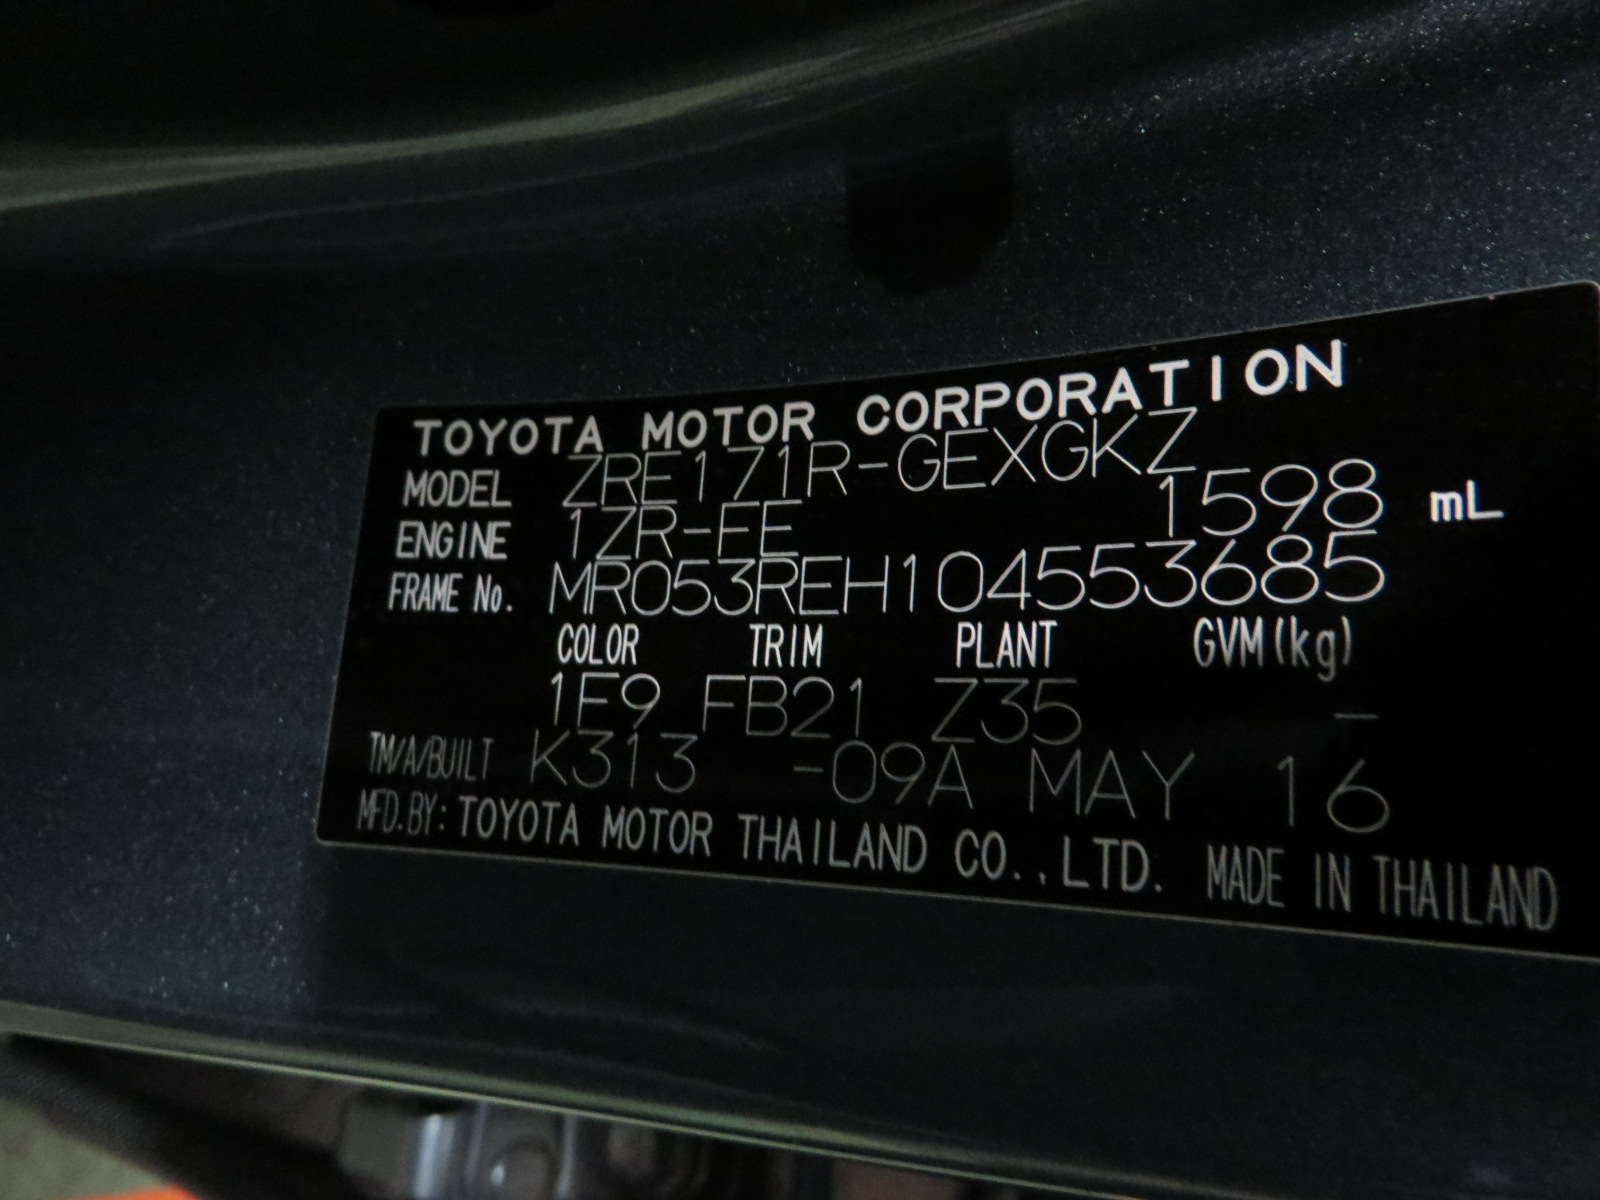 TOYOTA MOTOR CORPORATION
MODEL ZRE171R-GEXGKZ
ENGINE 1ZR-FE 1598 mL
FRAME No. MR053REH104553685
COLOR TRIM PLANT GVM(kg)
1F9 FB21 Z35 -
TM/A/BUILT K313 -09A MAY 16
MFD.BY: TOYOTA MOTOR THAILAND CO.,LTD. MADE IN THAILAND